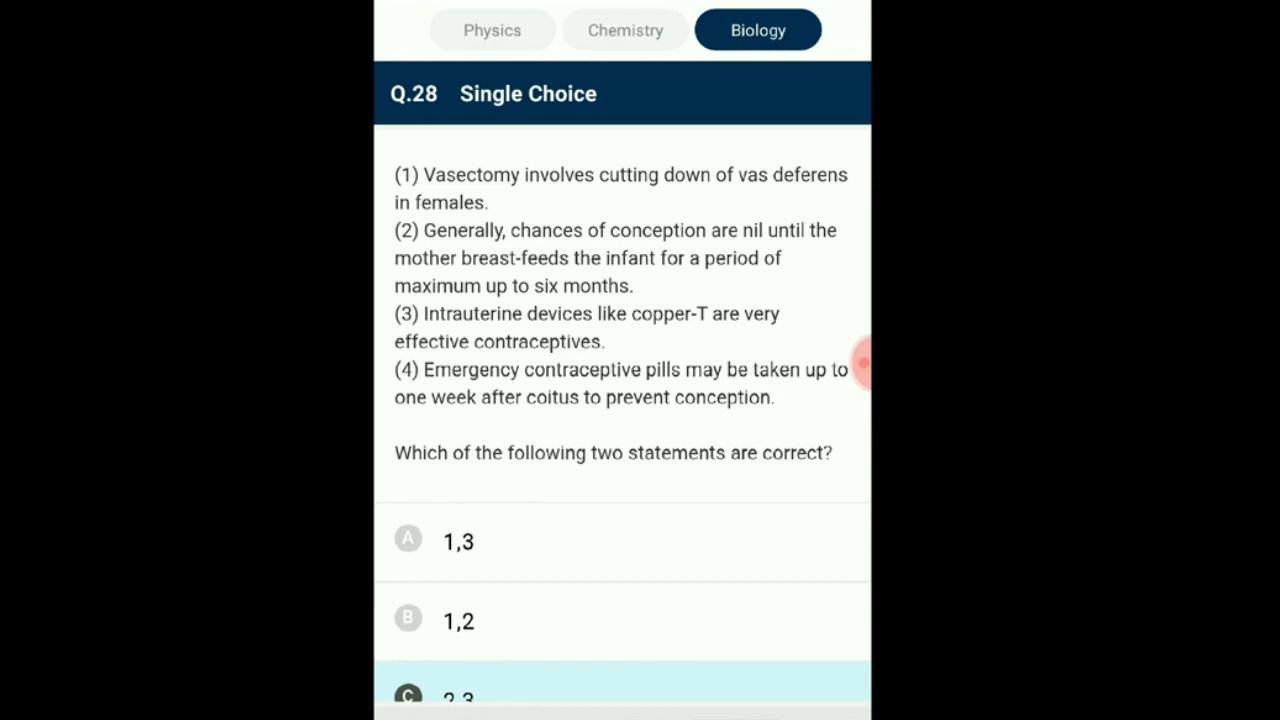 Physics Chemistry Biology
Q.28 Single Choice
(1) Vasectomy involves cutting down of vas deferens
in females.
(2) Generally, chances of conception are nil until the
mother breast-feeds the infant for a period of
maximum up to six months.
(3) Intrauterine devices like copper-T are very
effective contraceptives.
(4) Emergency contraceptive pills may be taken up to
one week after coitus to prevent conception.
Which of the following two statements are correct?
A 1,3
B 1,2
C 2,3